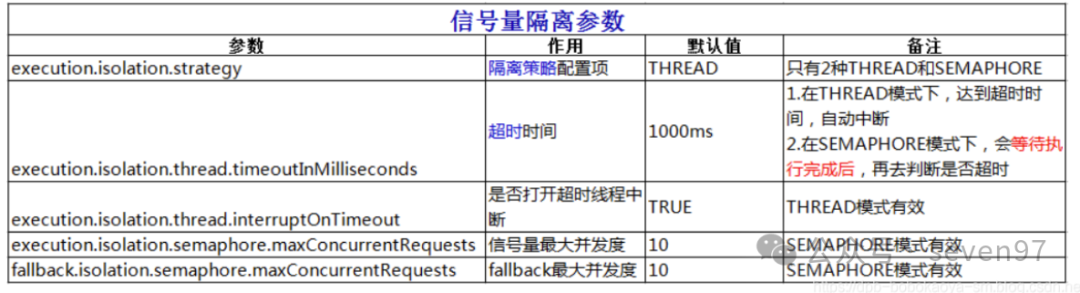 信号量隔离参数
参数 作用 默认值 备注
execution.isolation.strategy 隔离策略配置项 THREAD 只有2种THREAD和SEMAPHORE
execution.isolation.thread.timeoutInMilliseconds 超时时间 1000ms 1.在THREAD模式下，达到超时时
间，自动中断
2.在SEMAPHORE模式下，会等待执
行完成后，再去判断是否超时
execution.isolation.thread.interruptOnTimeout 是否打开超时线程中
断 TRUE THREAD模式有效
execution.isolation.semaphore.maxConcurrentRequests 信号量最大并发度 10 SEMAPHORE模式有效
fallback.isolation.semaphore.maxConcurrentRequests fallback最大并发度 10 SEMAPHORE模式有效
公众号 seven97